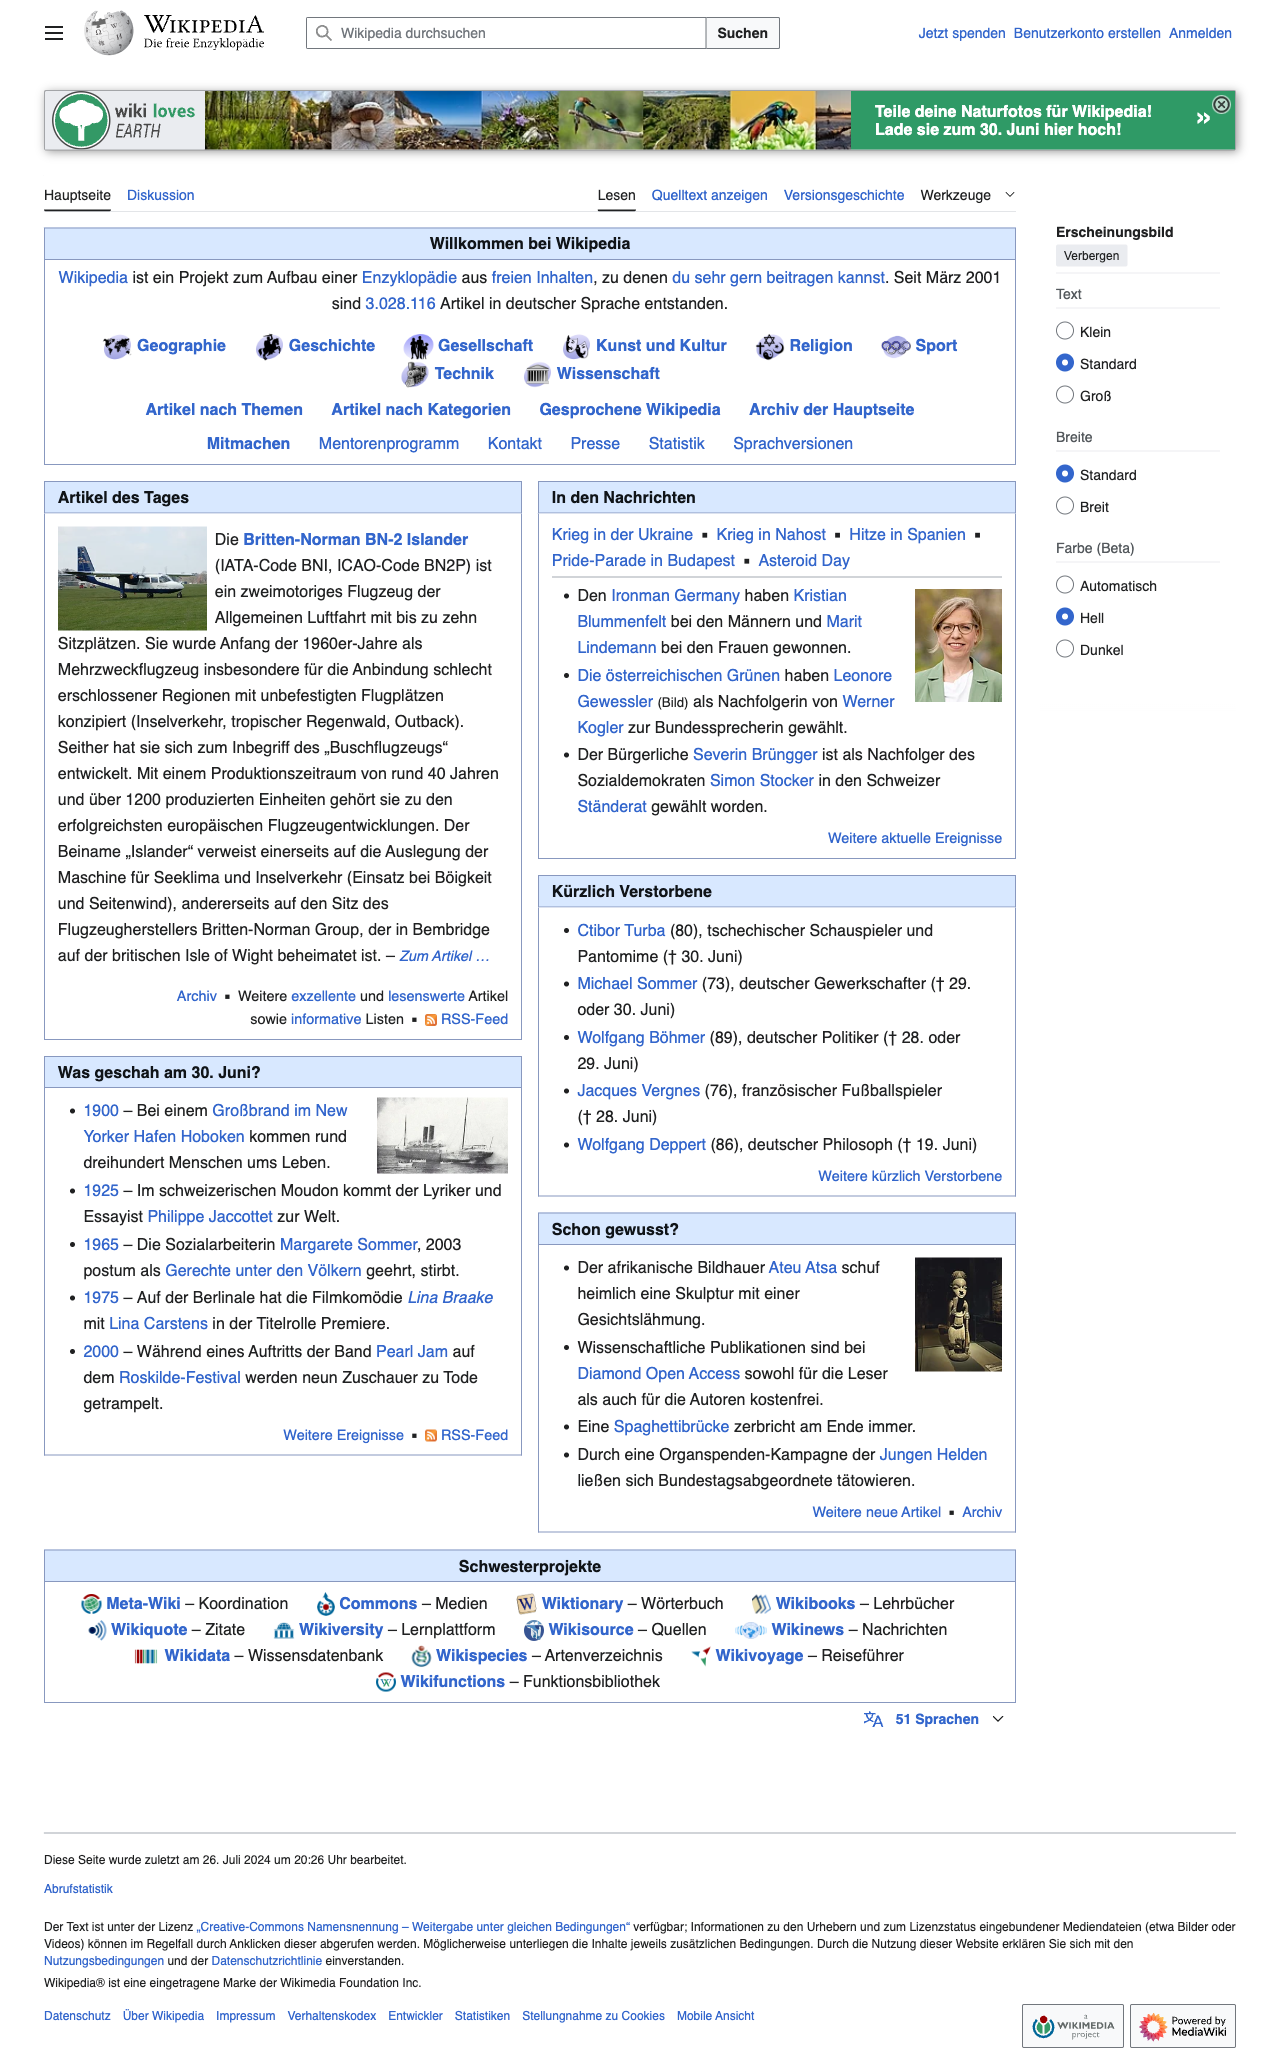 WIKIPEDIA
Die freie Enzyklopädie
Wikipedia durchsuchen
Suchen
Jetzt spenden Benutzerkonto erstellen Anmelden
wiki loves
EARTH
Teile deine Naturfotos für Wikipedia!
Lade sie zum 30. Juni hier hoch!
»
Hauptseite Diskussion
Lesen Quelltext anzeigen Versionsgeschichte Werkzeuge
Willkommen bei Wikipedia
Wikipedia ist ein Projekt zum Aufbau einer Enzyklopädie aus freien Inhalten, zu denen du sehr gern beitragen kannst. Seit März 2001
sind 3.028.116 Artikel in deutscher Sprache entstanden.
Geographie Geschichte Gesellschaft Kunst und Kultur Religion Sport
Technik Wissenschaft
Artikel nach Themen Artikel nach Kategorien Gesprochene Wikipedia Archiv der Hauptseite
Mitmachen Mentorenprogramm Kontakt Presse Statistik Sprachversionen
Erscheinungsbild
Verbergen
Text
Klein
Standard
Groß
Breite
Standard
Breit
Farbe (Beta)
Automatisch
Hell
Dunkel
Artikel des Tages
Die Britten-Norman BN-2 Islander
(IATA-Code BNI, ICAO-Code BN2P) ist
ein zweimotoriges Flugzeug der
Allgemeinen Luftfahrt mit bis zu zehn
Sitzplätzen. Sie wurde Anfang der 1960er-Jahre als
Mehrzweckflugzeug insbesondere für die Anbindung schlecht
erschlossener Regionen mit unbefestigten Flugplätzen
konzipiert (Inselverkehr, tropischer Regenwald, Outback).
Seither hat sie sich zum Inbegriff des „Buschflugzeugs“
entwickelt. Mit einem Produktionszeitraum von rund 40 Jahren
und über 1200 produzierten Einheiten gehört sie zu den
erfolgreichsten europäischen Flugzeugentwicklungen. Der
Beiname „Islander“ verweist einerseits auf die Auslegung der
Maschine für Seeklima und Inselverkehr (Einsatz bei Böigkeit
und Seitenwind), andererseits auf den Sitz des
Flugzeugherstellers Britten-Norman Group, der in Bembridge
auf der britischen Isle of Wight beheimatet ist. – Zum Artikel …
Archiv ▪ Weitere exzellente und lesenswerte Artikel
sowie informative Listen ▪ RSS-Feed
Was geschah am 30. Juni?
• 1900 – Bei einem Großbrand im New
Yorker Hafen Hoboken kommen rund
dreihundert Menschen ums Leben.
• 1925 – Im schweizerischen Moudon kommt der Lyriker und
Essayist Philippe Jaccottet zur Welt.
• 1965 – Die Sozialarbeiterin Margarete Sommer, 2003
postum als Gerechte unter den Völkern geehrt, stirbt.
• 1975 – Auf der Berlinale hat die Filmkomödie Lina Braake
mit Lina Carstens in der Titelrolle Premiere.
• 2000 – Während eines Auftritts der Band Pearl Jam auf
dem Roskilde-Festival werden neun Zuschauer zu Tode
getrampelt.
Weitere Ereignisse ▪ RSS-Feed
In den Nachrichten
Krieg in der Ukraine ▪ Krieg in Nahost ▪ Hitze in Spanien ▪
Pride-Parade in Budapest ▪ Asteroid Day
• Den Ironman Germany haben Kristian
Blummenfelt bei den Männern und Marit
Lindemann bei den Frauen gewonnen.
• Die österreichischen Grünen haben Leonore
Gewessler (Bild) als Nachfolgerin von Werner
Kogler zur Bundessprecherin gewählt.
• Der Bürgerliche Severin Brüngger ist als Nachfolger des
Sozialdemokraten Simon Stocker in den Schweizer
Ständerat gewählt worden.
Weitere aktuelle Ereignisse
Kürzlich Verstorbene
• Ctibor Turba (80), tschechischer Schauspieler und
Pantomime († 30. Juni)
• Michael Sommer (73), deutscher Gewerkschafter († 29.
oder 30. Juni)
• Wolfgang Böhmer (89), deutscher Politiker († 28. oder
29. Juni)
• Jacques Vergnes (76), französischer Fußballspieler
(† 28. Juni)
• Wolfgang Deppert (86), deutscher Philosoph († 19. Juni)
Weitere kürzlich Verstorbene
Schon gewusst?
• Der afrikanische Bildhauer Ateu Atsa schuf
heimlich eine Skulptur mit einer
Gesichtslähmung.
• Wissenschaftliche Publikationen sind bei
Diamond Open Access sowohl für die Leser
als auch für die Autoren kostenfrei.
• Eine Spaghettibrücke zerbricht am Ende immer.
• Durch eine Organspenden-Kampagne der Jungen Helden
ließen sich Bundestagsabgeordnete tätowieren.
Weitere neue Artikel ▪ Archiv
Schwesterprojekte
Meta-Wiki – Koordination Commons – Medien Wiktionary – Wörterbuch Wikibooks – Lehrbücher
Wikiquote – Zitate Wikiversity – Lernplattform Wikisource – Quellen Wikinews – Nachrichten
Wikidata – Wissensdatenbank Wikispecies – Artenverzeichnis Wikivoyage – Reiseführer
Wikifunctions – Funktionsbibliothek
51 Sprachen
Diese Seite wurde zuletzt am 26. Juli 2024 um 20:26 Uhr bearbeitet.
Abrufstatistik
Der Text ist unter der Lizenz „Creative-Commons Namensnennung – Weitergabe unter gleichen Bedingungen“ verfügbar; Informationen zu den Urhebern und zum Lizenzstatus eingebundener Mediendateien (etwa Bilder oder
Videos) können im Regelfall durch Anklicken dieser abgerufen werden. Möglicherweise unterliegen die Inhalte jeweils zusätzlichen Bedingungen. Durch die Nutzung dieser Website erklären Sie sich mit den
Nutzungsbedingungen und der Datenschutzrichtlinie einverstanden.
Wikipedia® ist eine eingetragene Marke der Wikimedia Foundation Inc.
Datenschutz Über Wikipedia Impressum Verhaltenskodex Entwickler Statistiken Stellungnahme zu Cookies Mobile Ansicht
a
WIKIMEDIA
project
Powered by
MediaWiki